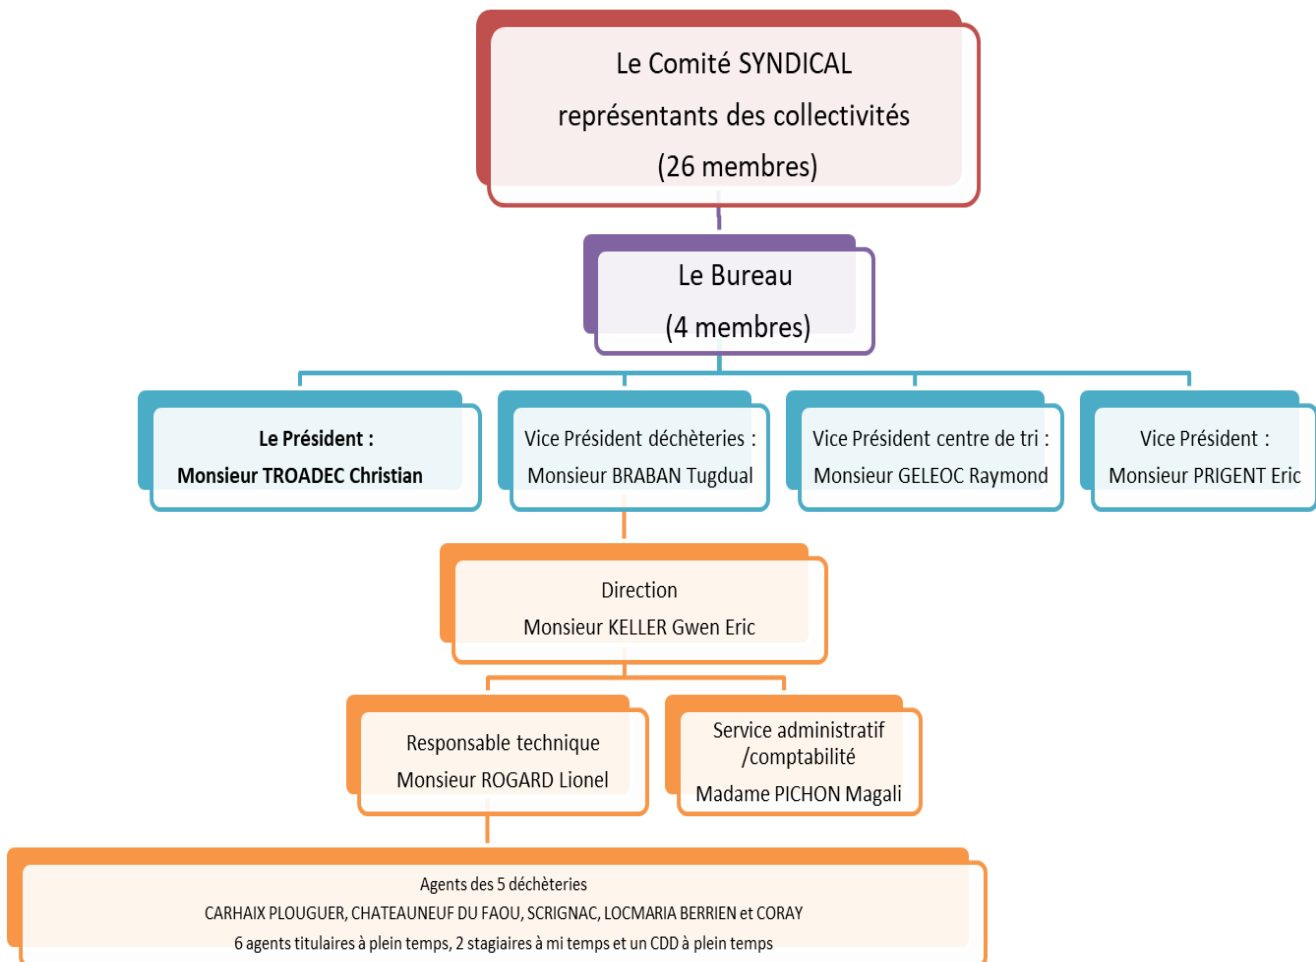 Le Comité SYNDICAL
représentants des collectivités
(26 membres)
Le Bureau
(4 membres)
Le Président :
Monsieur TROADEC Christian
Vice Président déchèteries :
Monsieur BRABAN Tugdual
Vice Président centre de tri :
Monsieur GELEOC Raymond
Vice Président :
Monsieur PRIGENT Eric
Direction
Monsieur KELLER Gwen Eric
Responsable technique
Monsieur ROGARD Lionel
Service administratif
/comptabilité
Madame PICHON Magali
Agents des 5 déchèteries
CARHAIX PLOUGUER, CHATEAUNEUF DU FAOU, SCRIGNAC, LOCMARIA BERRIEN et CORAY
6 agents titulaires à plein temps, 2 stagiaires à mi temps et un CDD à plein temps